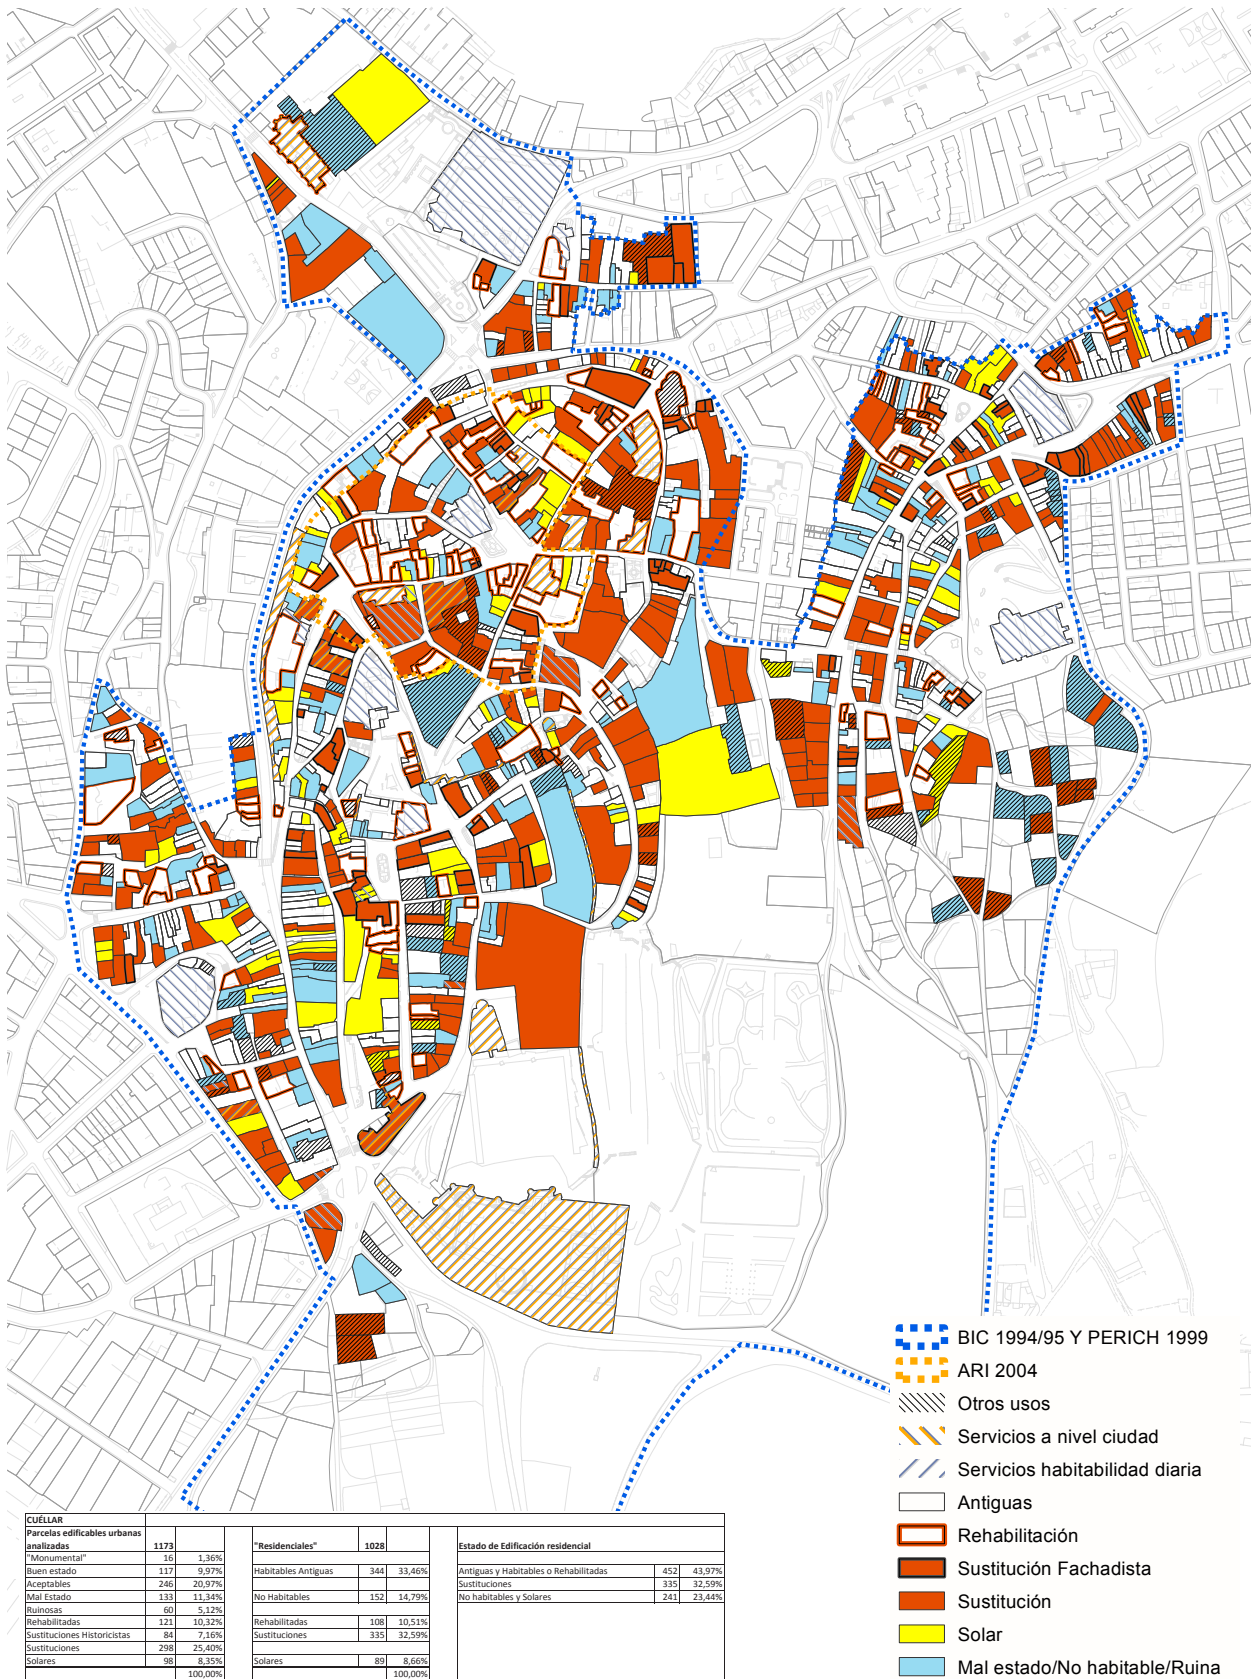 BIC 1994/95 Y PERICH 1999
ARI 2004
Otros usos
Servicios a nivel ciudad
Servicios habitabilidad diaria
Antiguas
Rehabilitación
Sustitución Fachadista
Sustitución
Solar
Mal estado/No habitable/Ruina
CUÉLLAR
Parcelas edificables urbanas
analizadas 1173 "Residenciales" 1028 Estado de Edificación residencial
"Monumental" 16 1,36%
Buen estado 117 9,97% Habitables Antiguas 344 33,46% Antiguas y Habitables o Rehabilitadas 452 43,97%
Aceptables 246 20,97% Sustituciones 335 32,59%
Mal Estado 133 11,34% No Habitables 152 14,79% No habitables y Solares 241 23,44%
Ruinosas 60 5,12%
Rehabilitadas 121 10,32% Rehabilitadas 108 10,51%
Sustituciones Historicistas 84 7,16% Sustituciones 335 32,59%
Sustituciones 298 25,40%
Solares 98 8,35% Solares 89 8,66%
100,00% 100,00%